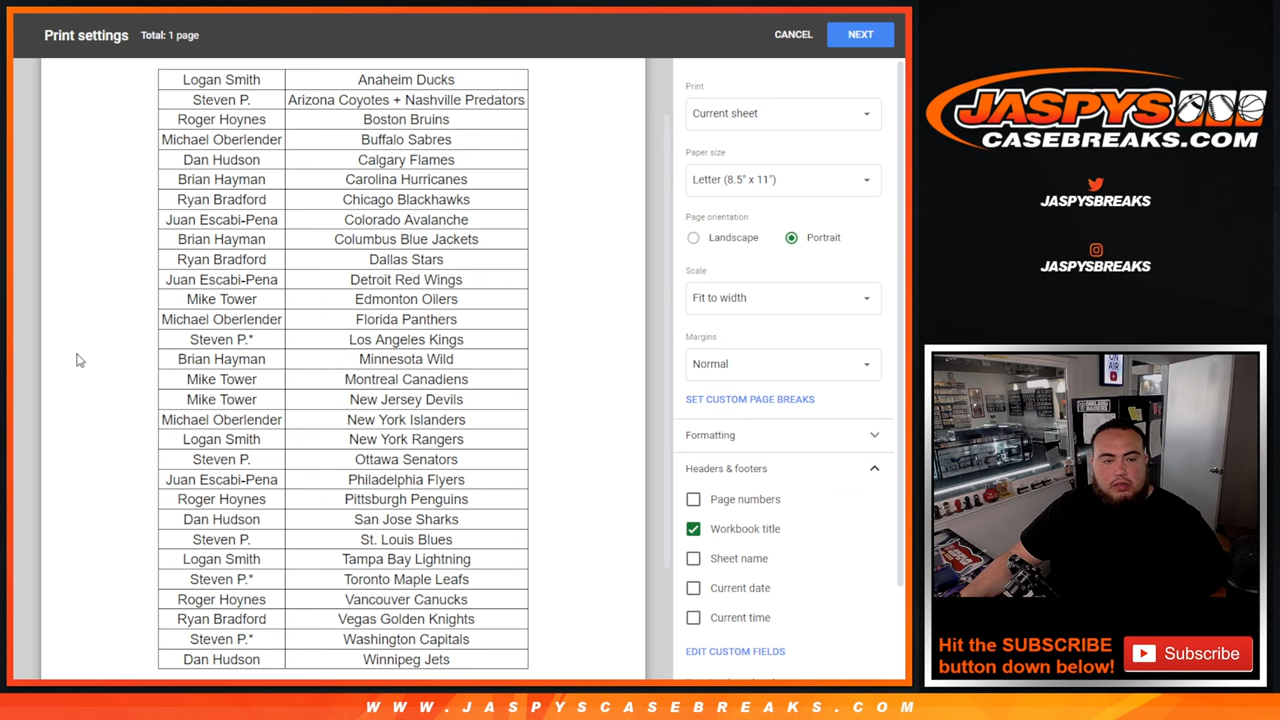 Print settings
Total: 1 page
CANCEL
NEXT
Logan Smith Anaheim Ducks
Steven P. Arizona Coyotes + Nashville Predators
Roger Hoynes Boston Bruins
Michael Oberlender Buffalo Sabres
Dan Hudson Calgary Flames
Brian Hayman Carolina Hurricanes
Ryan Bradford Chicago Blackhawks
Juan Escabi-Pena Colorado Avalanche
Brian Hayman Columbus Blue Jackets
Ryan Bradford Dallas Stars
Juan Escabi-Pena Detroit Red Wings
Mike Tower Edmonton Oilers
Michael Oberlender Florida Panthers
Steven P.* Los Angeles Kings
Brian Hayman Minnesota Wild
Mike Tower Montreal Canadiens
Mike Tower New Jersey Devils
Michael Oberlender New York Islanders
Logan Smith New York Rangers
Steven P. Ottawa Senators
Juan Escabi-Pena Philadelphia Flyers
Roger Hoynes Pittsburgh Penguins
Dan Hudson San Jose Sharks
Steven P. St. Louis Blues
Logan Smith Tampa Bay Lightning
Steven P.* Toronto Maple Leafs
Roger Hoynes Vancouver Canucks
Ryan Bradford Vegas Golden Knights
Steven P.* Washington Capitals
Dan Hudson Winnipeg Jets
Print
Current sheet
Paper size
Letter (8.5" x 11")
Page orientation
Landscape
Portrait
Scale
Fit to width
Margins
Normal
SET CUSTOM PAGE BREAKS
Formatting
Headers & footers
Page numbers
Workbook title
Sheet name
Current date
Current time
EDIT CUSTOM FIELDS
JASPYS
CASEBREAKS.COM
JASPYSBREAKS
JASPYSBREAKS
ON
AIR
Hit the SUBSCRIBE
button down below!
Subscribe
WWW.JASPYSCASEBREAKS.COM